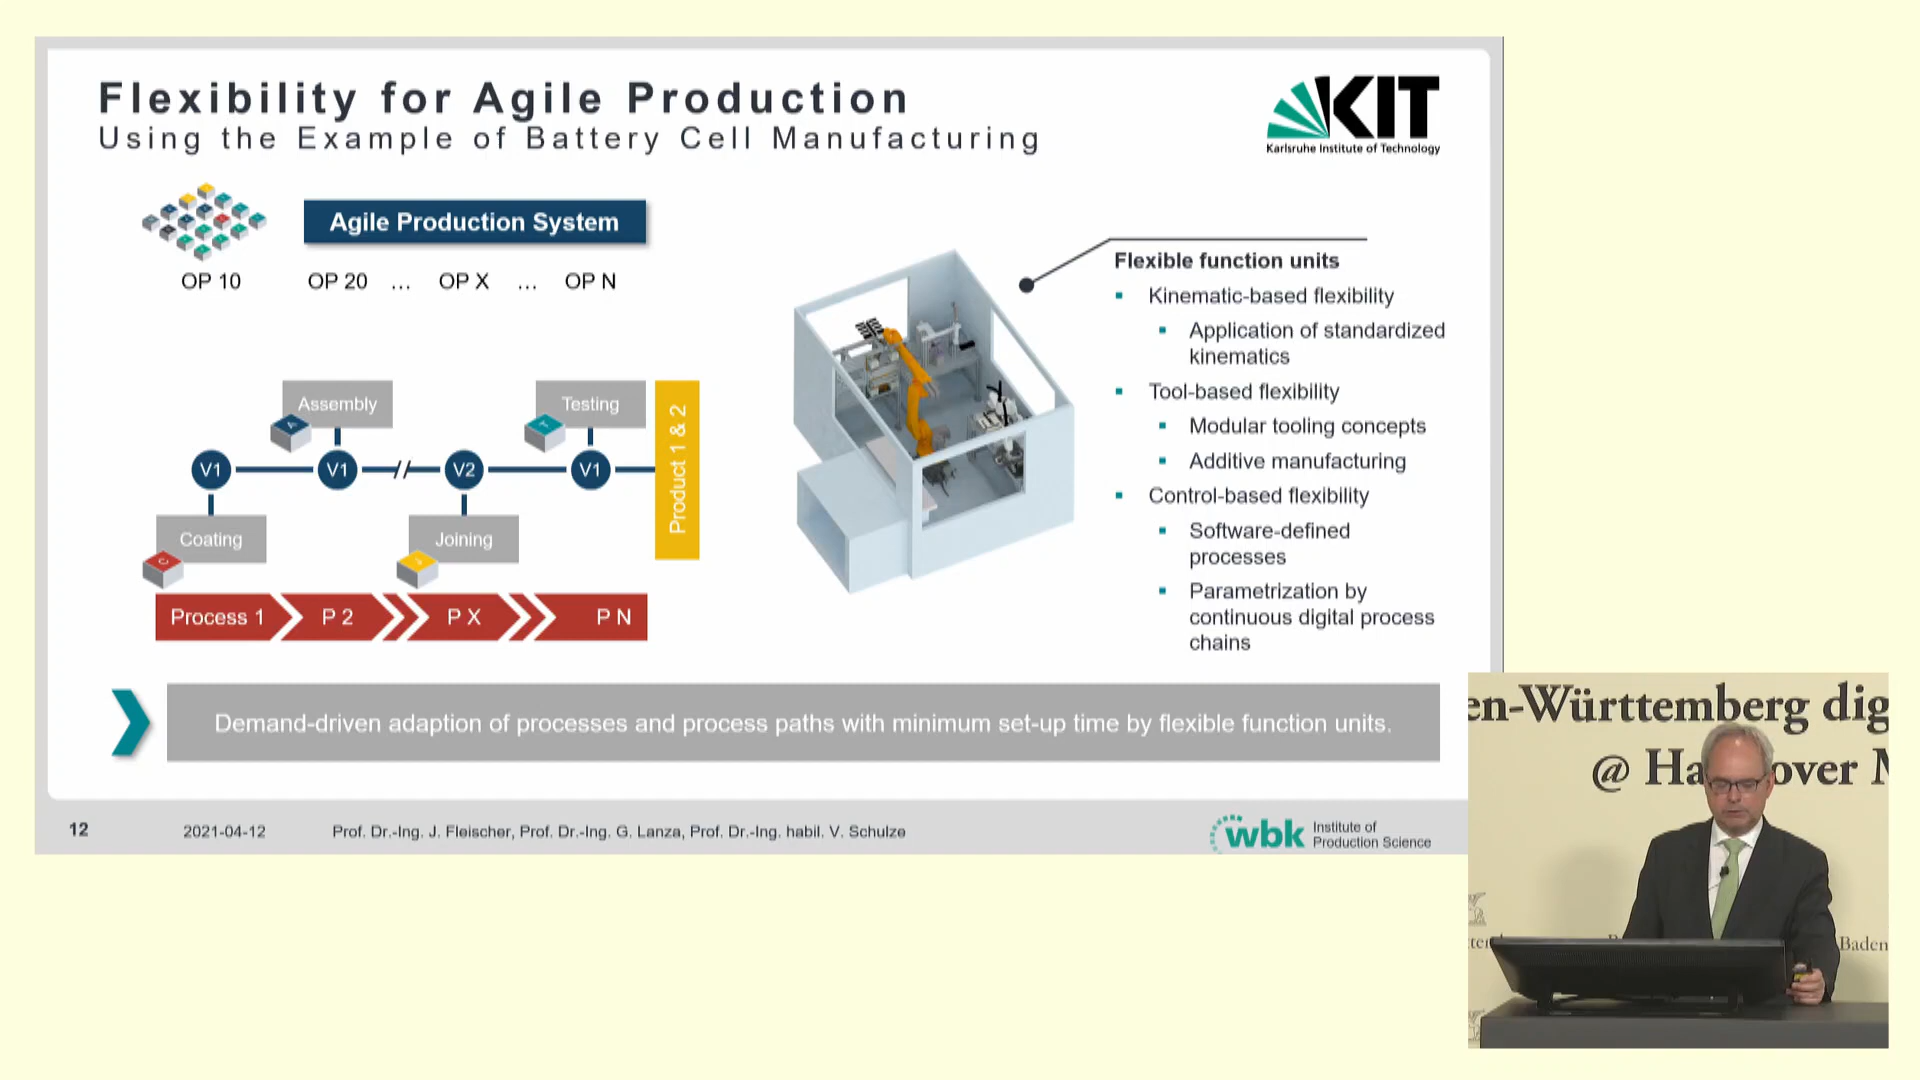 Flexibility for Agile Production
Using the Example of Battery Cell Manufacturing
KIT
Karlsruhe Institute of Technology
Agile Production System
OP 10 OP 20 ... OP X ... OP N
Assembly
Testing
A
T
V1 V1 // V2 V1
Product 1 & 2
Coating
Joining
C
Process 1 P 2 P X P N
Flexible function units
▪ Kinematic-based flexibility
▪ Application of standardized
kinematics
▪ Tool-based flexibility
▪ Modular tooling concepts
▪ Additive manufacturing
▪ Control-based flexibility
▪ Software-defined
processes
▪ Parametrization by
continuous digital process
chains
Demand-driven adaption of processes and process paths with minimum set-up time by flexible function units.
12 2021-04-12 Prof. Dr.-Ing. J. Fleischer, Prof. Dr.-Ing. G. Lanza, Prof. Dr.-Ing. habil. V. Schulze
wbk Institute of
Production Science
en-Württemberg dig
@ Ha over M
Baden